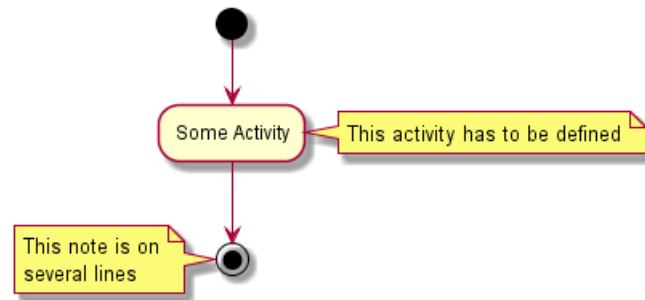 Some Activity
This activity has to be defined
This note is on
several lines